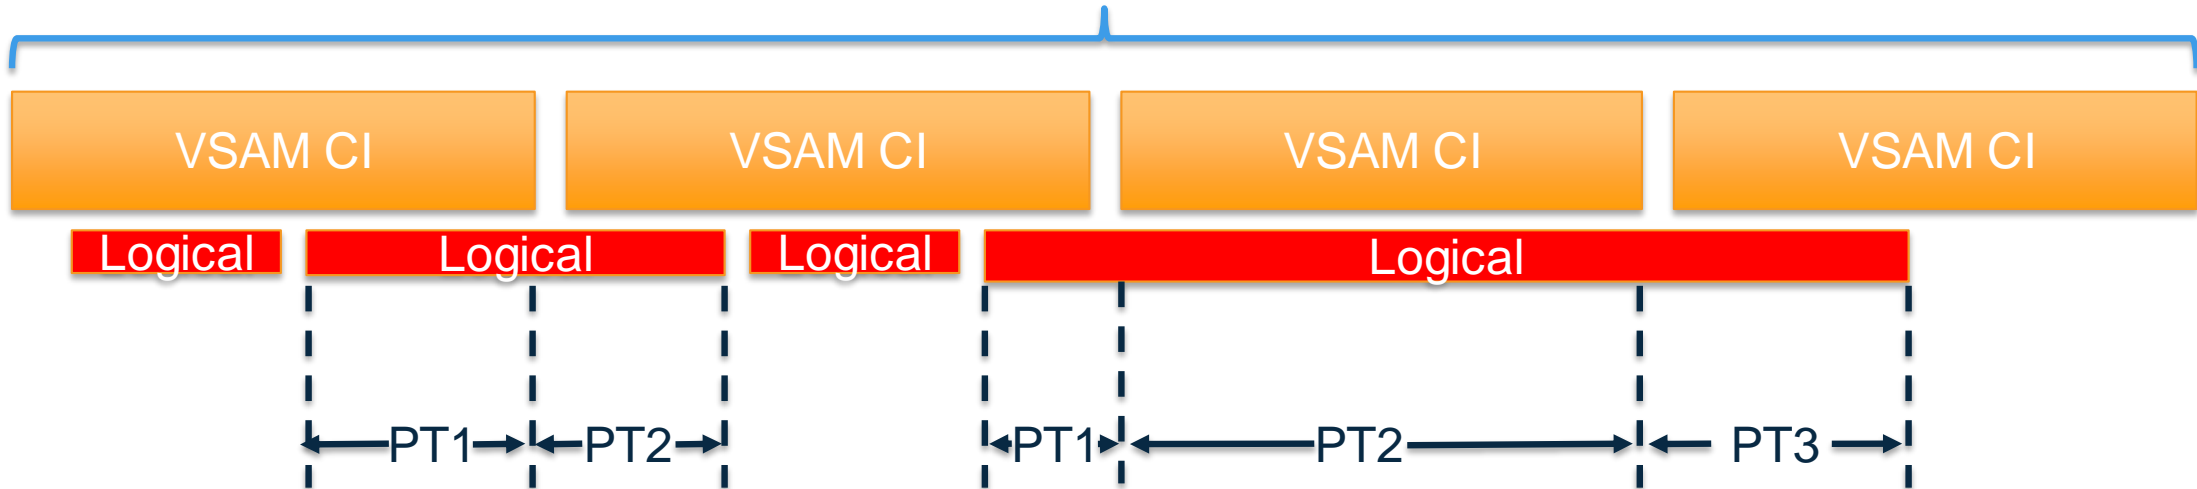 VSAM CI VSAM CI VSAM CI VSAM CI
Logical Logical Logical Logical
PT1 PT2 PT1 PT2 PT3